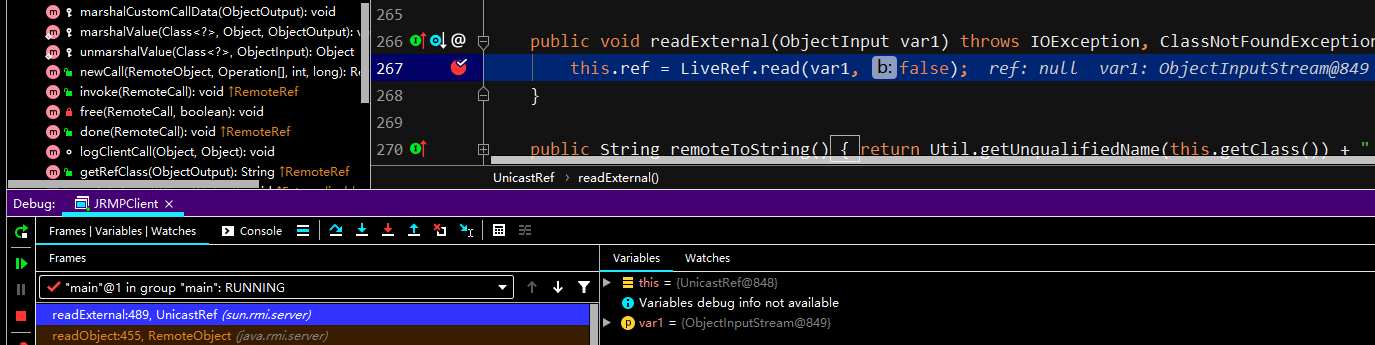 marshalCustomCallData(ObjectOutput): void
marshalValue(Class<?>, Object, ObjectOutput): v
unmarshalValue(Class<?>, ObjectInput): Object
newCall(RemoteObject, Operation[], int, long): Re
invoke(RemoteCall): void ↑RemoteRef
free(RemoteCall, boolean): void
done(RemoteCall): void ↑RemoteRef
logClientCall(Object, Object): void
getRefClass(ObjectOutput): String ↑RemoteRef
265
266 @ public void readExternal(ObjectInput var1) throws IOException, ClassNotFoundException
267 this.ref = LiveRef.read(var1, b: false); ref: null var1: ObjectInputStream@849
268 }
269
270 public String remoteToString() { return Util.getUnqualifiedName(this.getClass()) + "
UnicastRef › readExternal()
Debug: JRMPClient ×
Frames | Variables | Watches Console
Frames
"main"@1 in group "main": RUNNING
readExternal:489, UnicastRef (sun.rmi.server)
readObject:455, RemoteObject (java.rmi.server)
Variables Watches
this = {UnicastRef@848}
Variables debug info not available
var1 = {ObjectInputStream@849}